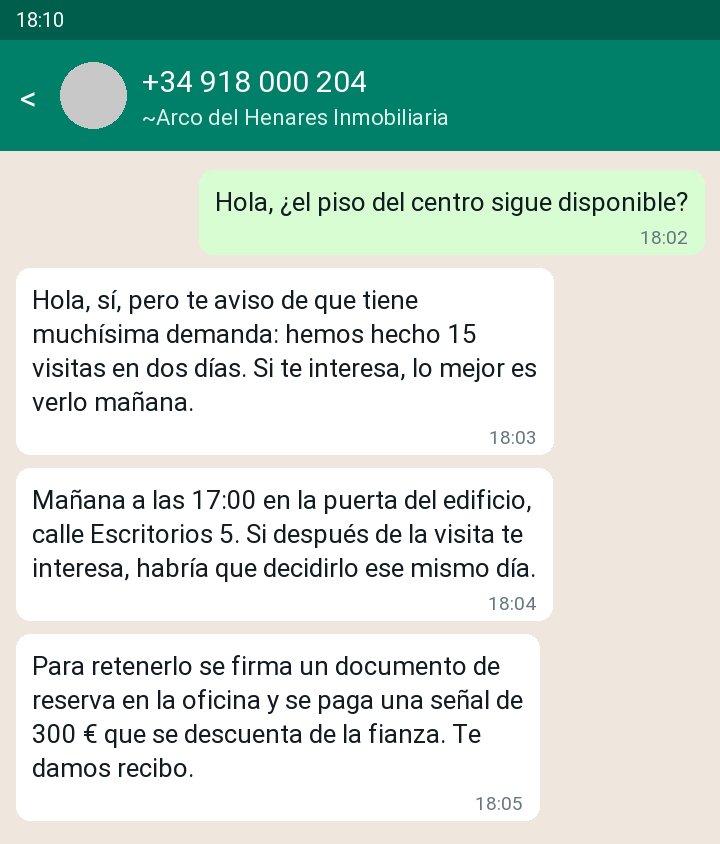 18:10
<
+34 918 000 204
~Arco del Henares Inmobiliaria
Hola, ¿el piso del centro sigue disponible?
18:02
Hola, sí, pero te aviso de que tiene
muchísima demanda: hemos hecho 15
visitas en dos días. Si te interesa, lo mejor es
verlo mañana.
18:03
Mañana a las 17:00 en la puerta del edificio,
calle Escritorios 5. Si después de la visita te
interesa, habría que decidirlo ese mismo día.
18:04
Para retenerlo se firma un documento de
reserva en la oficina y se paga una señal de
300 € que se descuenta de la fianza. Te
damos recibo.
18:05